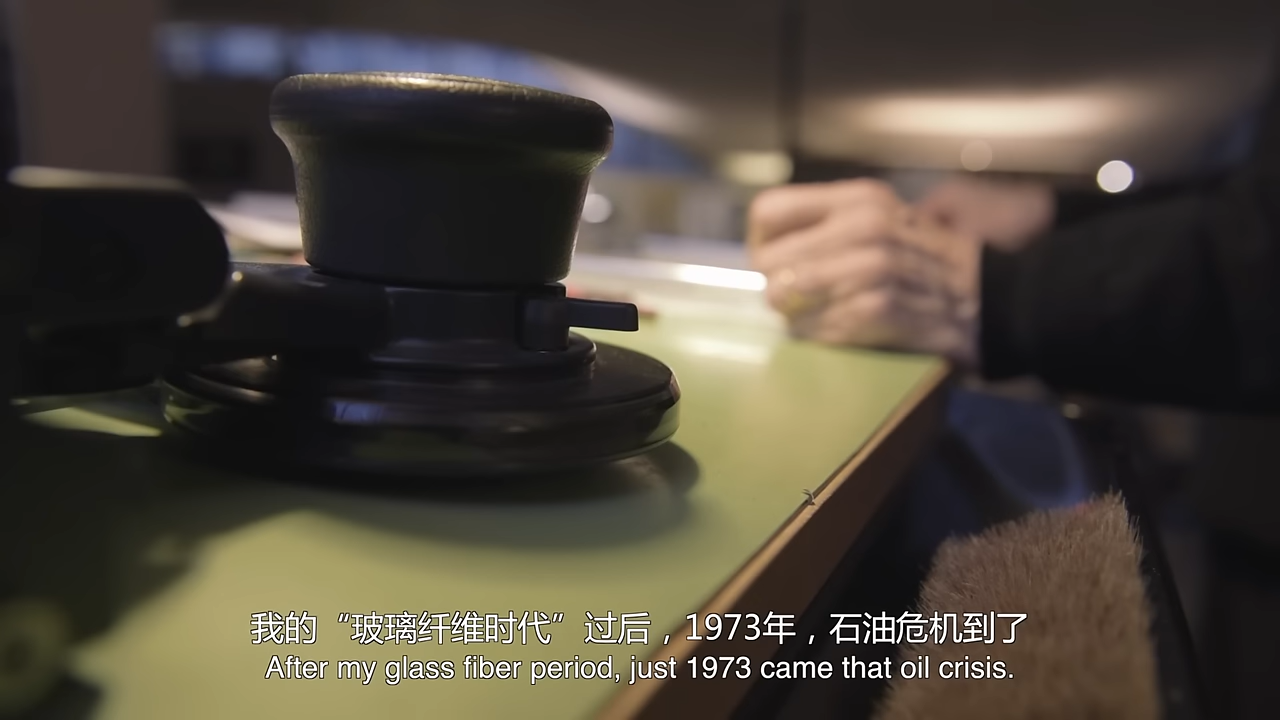 我的“玻璃纤维时代”过后，1973年，石油危机到了
After my glass fiber period, just 1973 came that oil crisis.